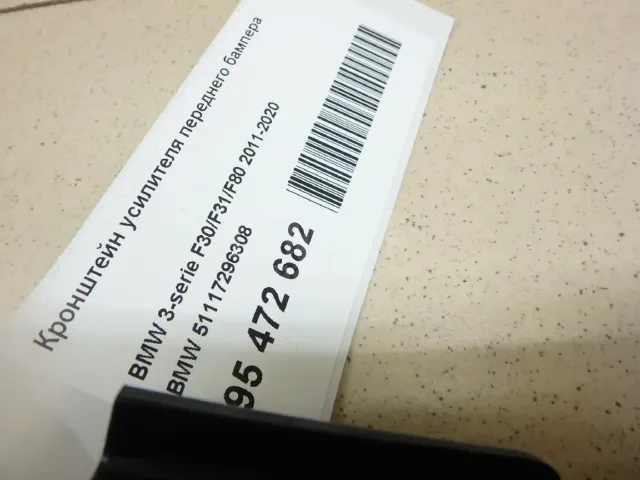 Кронштейн усилителя переднего бампера
BMW 3-serie F30/F31/F80 2011-2020
BMW 51117296308
95 472 682